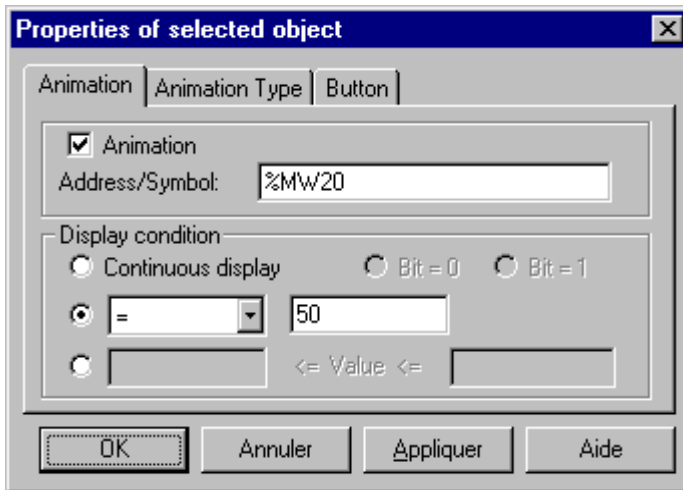 Properties of selected object
Animation Animation Type Button
Animation
Address/Symbol: %MW20
Display condition
Continuous display Bit = 0 Bit = 1
= 50
<= Value <=
OK Annuler Appliquer Aide